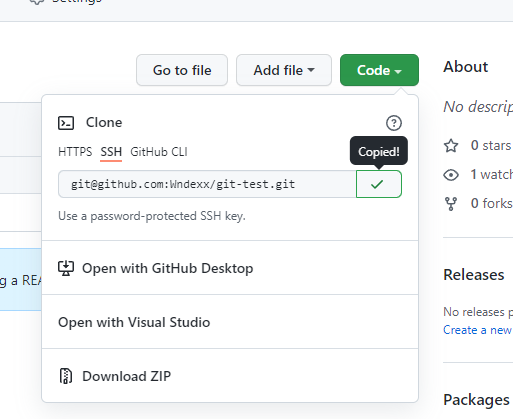 Settings
Go to file
Add file
Code
About
No descrip
0 stars
1 watch
0 forks
Clone
HTTPS SSH GitHub CLI
Copied!
git@github.com:Wndexx/git-test.git
Use a password-protected SSH key.
Open with GitHub Desktop
g a REA
Releases
Open with Visual Studio
No releases p
Create a new
Download ZIP
Packages